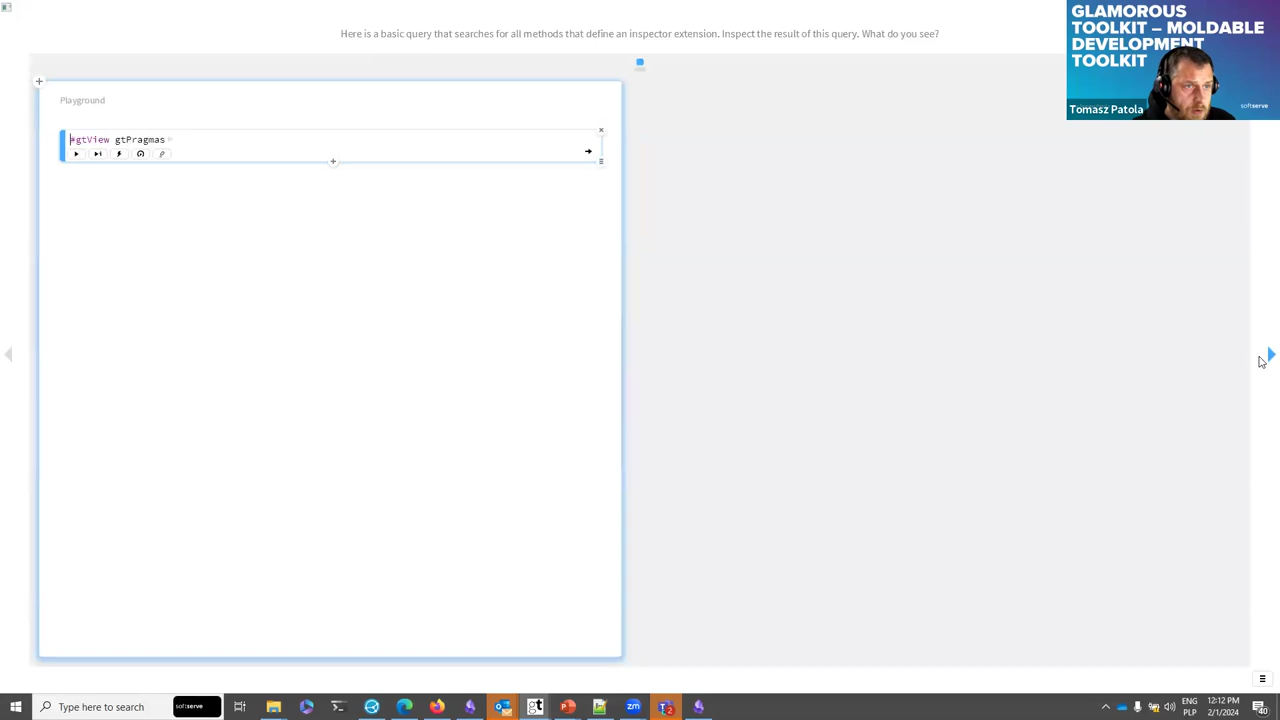 Here is a basic query that searches for all methods that define an inspector extension. Inspect the result of this query. What do you see?
GLAMOROUS
TOOLKIT – MOLDABLE
DEVELOPMENT
TOOLKIT
softserve
Tomasz Patola
Playground
#gtView gtPragmas
Type here to search
softserve
ENG
PLP
12:12 PM
2/1/2024
40